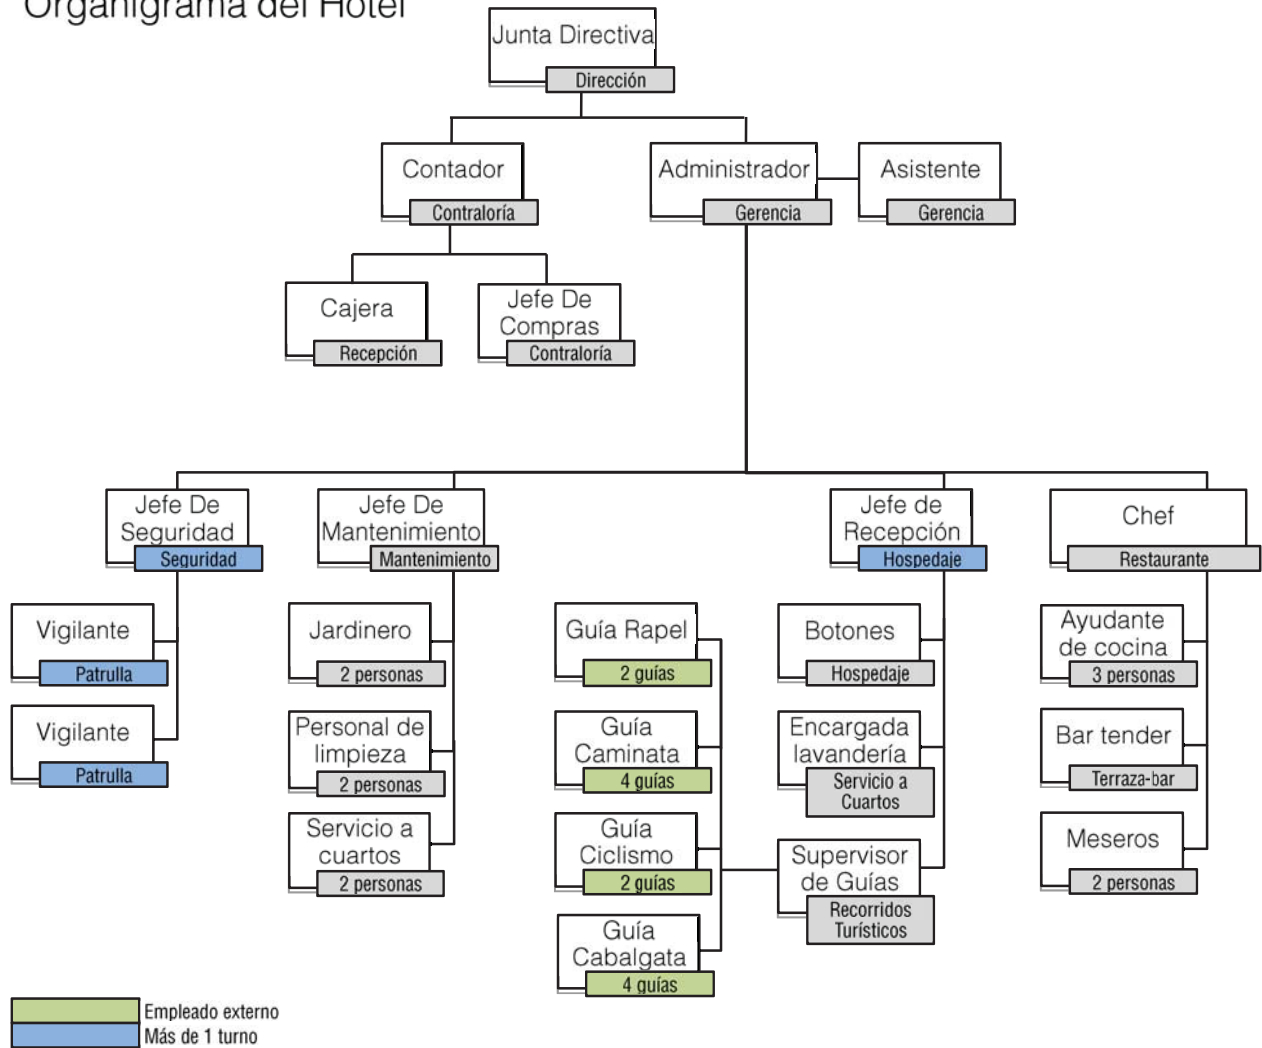 Organigrama del Hotel
Junta Directiva
Dirección
Contador
Contraloría
Administrador
Gerencia
Asistente
Gerencia
Cajera
Recepción
Jefe De
Compras
Contraloría
Jefe De
Seguridad
Seguridad
Jefe De
Mantenimiento
Mantenimiento
Jefe de
Recepción
Hospedaje
Chef
Restaurante
Vigilante
Patrulla
Vigilante
Patrulla
Jardinero
2 personas
Personal de
limpieza
2 personas
Servicio a
cuartos
2 personas
Guía Rapel
2 guías
Guía
Caminata
4 guías
Guía
Ciclismo
2 guías
Guía
Cabalgata
4 guías
Botones
Hospedaje
Encargada
lavandería
Servicio a
Cuartos
Supervisor
de Guías
Recorridos
Turísticos
Ayudante
de cocina
3 personas
Bar tender
Terraza-bar
Meseros
2 personas
Empleado externo
Más de 1 turno